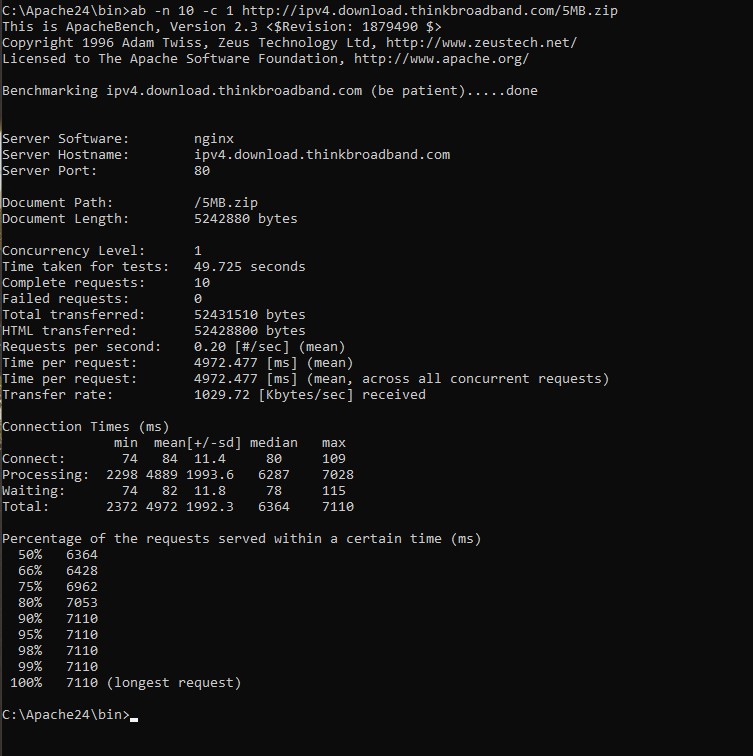 C:\Apache24\bin>ab -n 10 -c 1 http://ipv4.download.thinkbroadband.com/5MB.zip
This is ApacheBench, Version 2.3 <$Revision: 1879490 $>
Copyright 1996 Adam Twiss, Zeus Technology Ltd, http://www.zeustech.net/
Licensed to The Apache Software Foundation, http://www.apache.org/

Benchmarking ipv4.download.thinkbroadband.com (be patient).....done


Server Software:        nginx
Server Hostname:        ipv4.download.thinkbroadband.com
Server Port:            80

Document Path:          /5MB.zip
Document Length:        5242880 bytes

Concurrency Level:      1
Time taken for tests:   49.725 seconds
Complete requests:      10
Failed requests:        0
Total transferred:      52431510 bytes
HTML transferred:       52428800 bytes
Requests per second:    0.20 [#/sec] (mean)
Time per request:       4972.477 [ms] (mean)
Time per request:       4972.477 [ms] (mean, across all concurrent requests)
Transfer rate:          1029.72 [Kbytes/sec] received

Connection Times (ms)
              min  mean[+/-sd] median   max
Connect:       74   84  11.4     80     109
Processing:  2298 4889 1993.6   6287    7028
Waiting:       74   82  11.8     78     115
Total:       2372 4972 1992.3   6364    7110

Percentage of the requests served within a certain time (ms)
  50%   6364
  66%   6428
  75%   6962
  80%   7053
  90%   7110
  95%   7110
  98%   7110
  99%   7110
 100%   7110 (longest request)

C:\Apache24\bin>